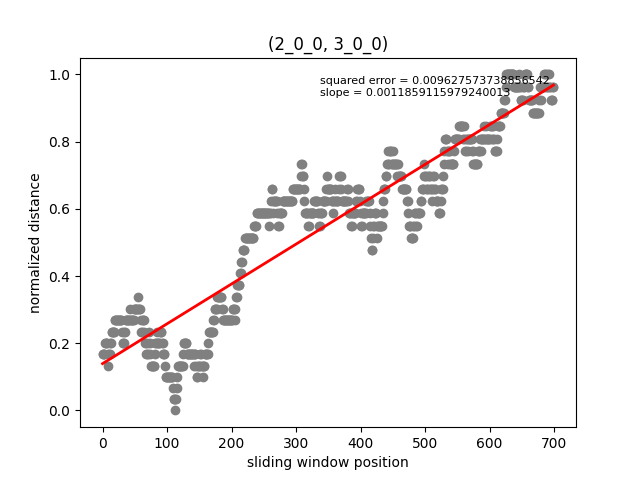 (2_0_0, 3_0_0)
squared error = 0.009627573738856542
slope = 0.0011859115979240013
1.0
0.8
0.6
0.4
0.2
0.0
normalized distance
0 100 200 300 400 500 600 700
sliding window position